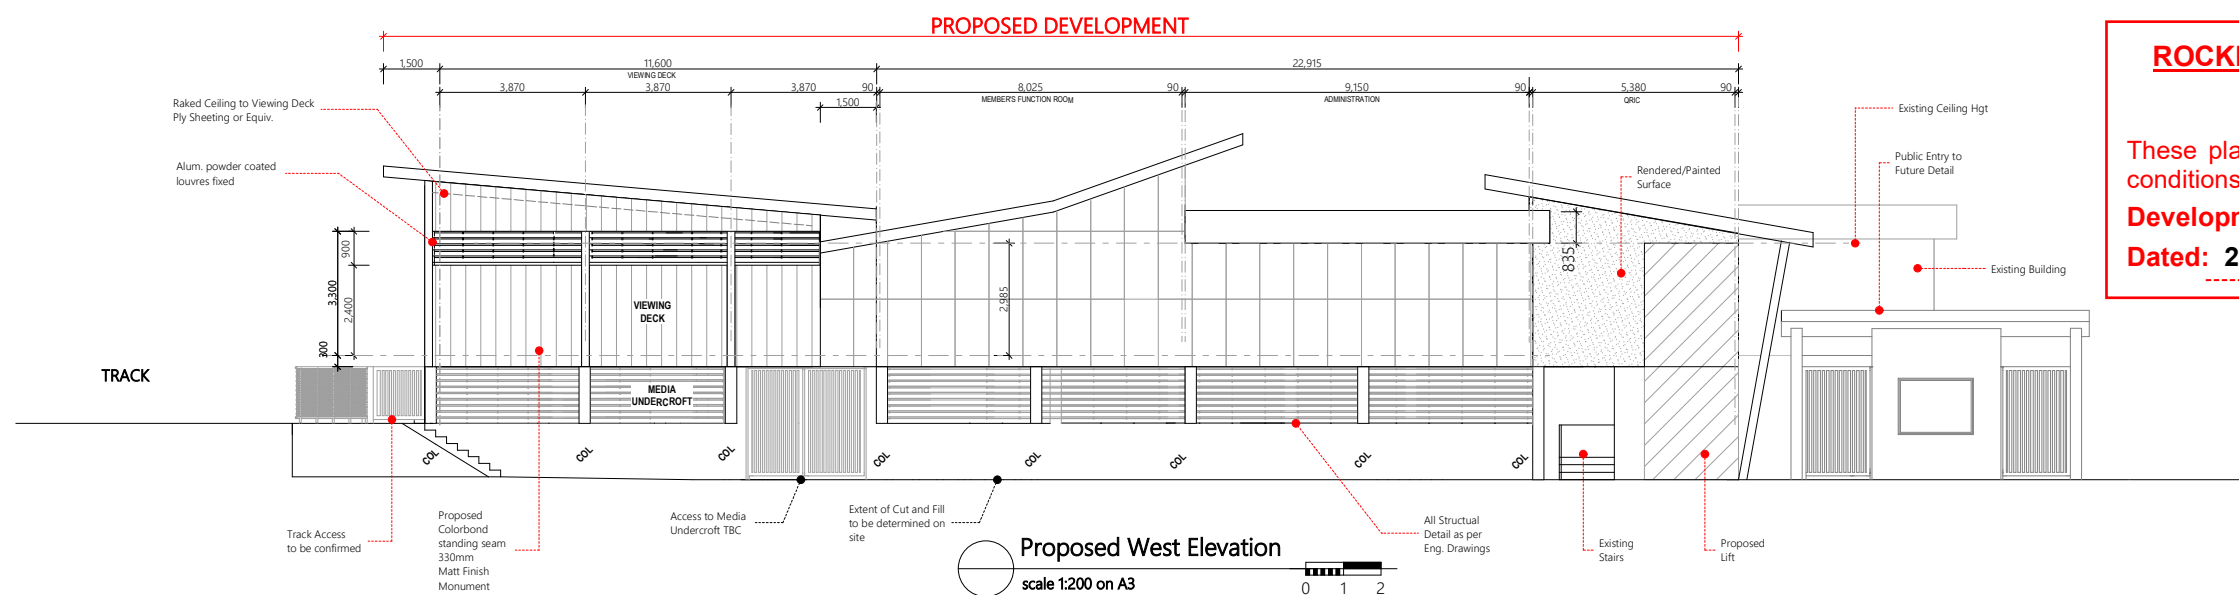 PROPOSED DEVELOPMENT
1,500
11,600
22,915
VIEWING DECK
3,870
3,870
3,870
90
8,025
90
9,150
90
5,380
90
MEMBER'S FUNCTION ROOM
ADMINISTRATION
QRIC
1,500
Raked Ceiling to Viewing Deck
Ply Sheeting or Equiv.
Alum. powder coated
louvres fixed
Rendered/Painted
Surface
Existing Ceiling Hgt
Public Entry to
Future Detail
Existing Building
ROCK
These pla
conditions
Developm
Dated: 2
900
3,300
2,400
300
2,985
835
VIEWING
DECK
MEDIA
UNDERCROFT
TRACK
COL
COL
COL
COL
COL
COL
COL
COL
Track Access
to be confirmed
Proposed
Colorbond
standing seam
330mm
Matt Finish
Monument
Access to Media
Undercroft TBC
Extent of Cut and Fill
to be determined on
site
All Structual
Detail as per
Eng. Drawings
Existing
Stairs
Proposed
Lift
Proposed West Elevation
scale 1:200 on A3
0 1 2